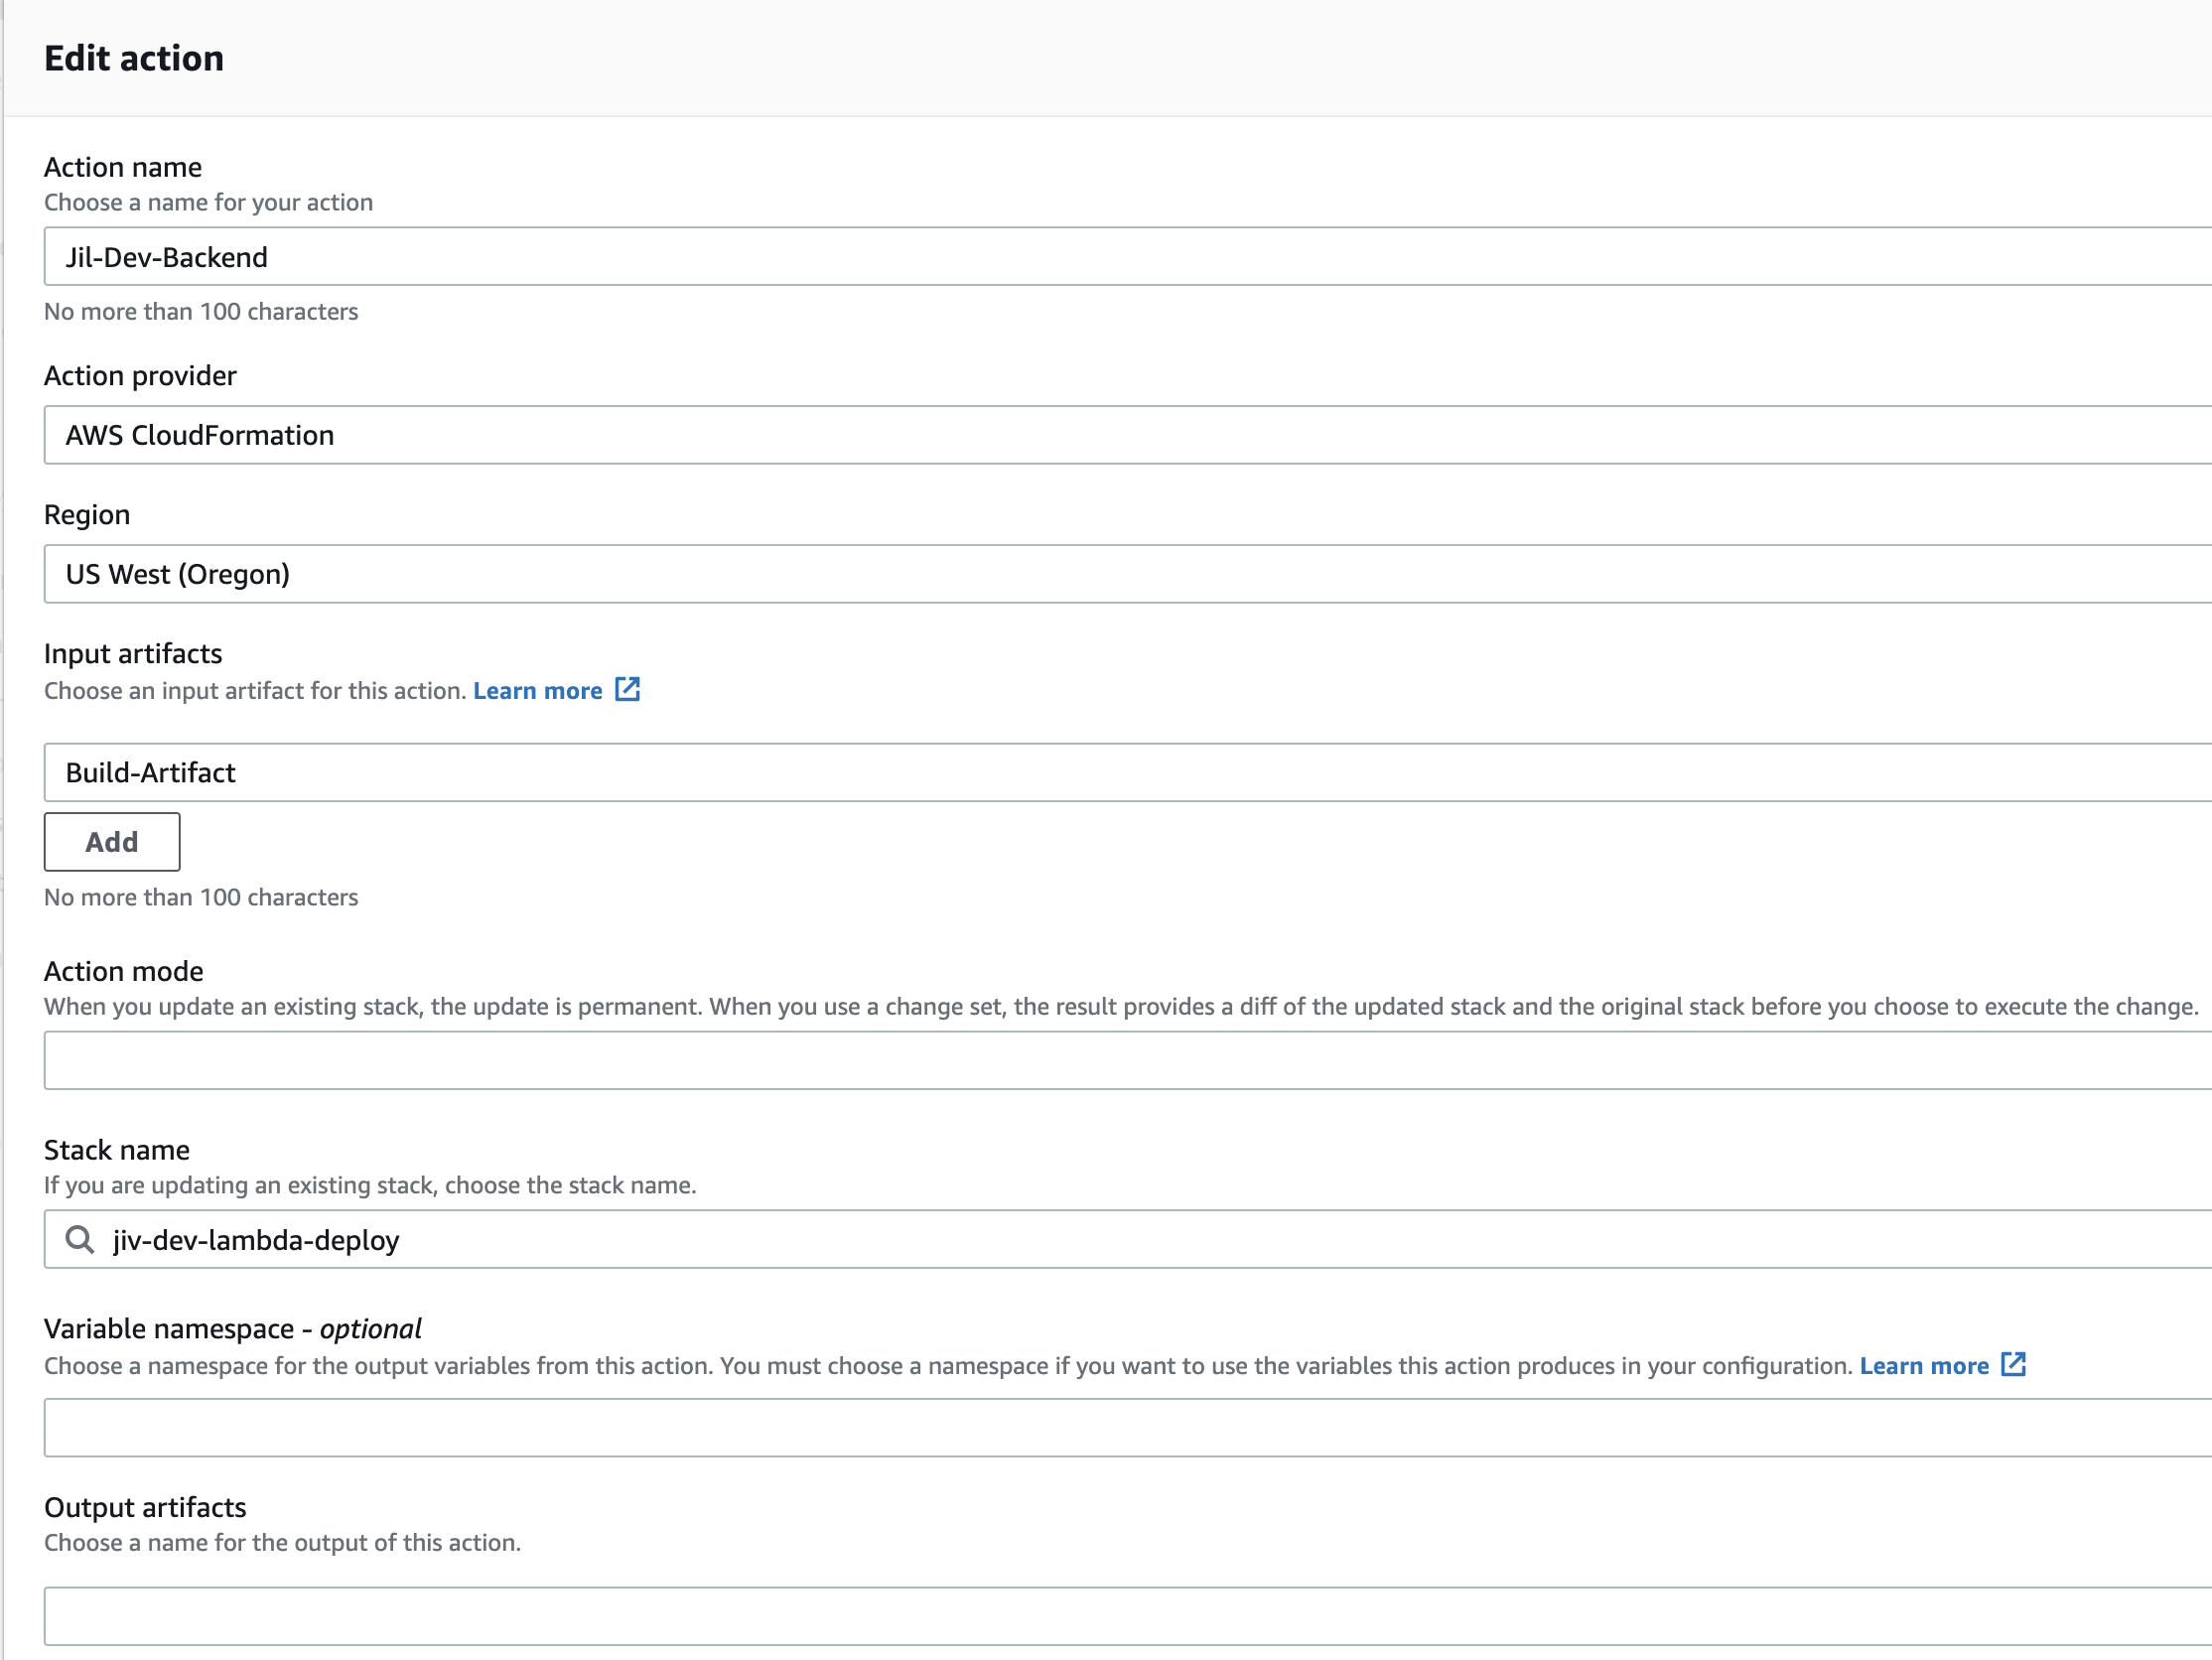 Edit action
Action name
Choose a name for your action
Jil-Dev-Backend
No more than 100 characters
Action provider
AWS CloudFormation
Region
US West (Oregon)
Input artifacts
Choose an input artifact for this action. Learn more
Build-Artifact
Add
No more than 100 characters
Action mode
When you update an existing stack, the update is permanent. When you use a change set, the result provides a diff of the updated stack and the original stack before you choose to execute the change.
Stack name
If you are updating an existing stack, choose the stack name.
jiv-dev-lambda-deploy
Variable namespace - optional
Choose a namespace for the output variables from this action. You must choose a namespace if you want to use the variables this action produces in your configuration. Learn more
Output artifacts
Choose a name for the output of this action.